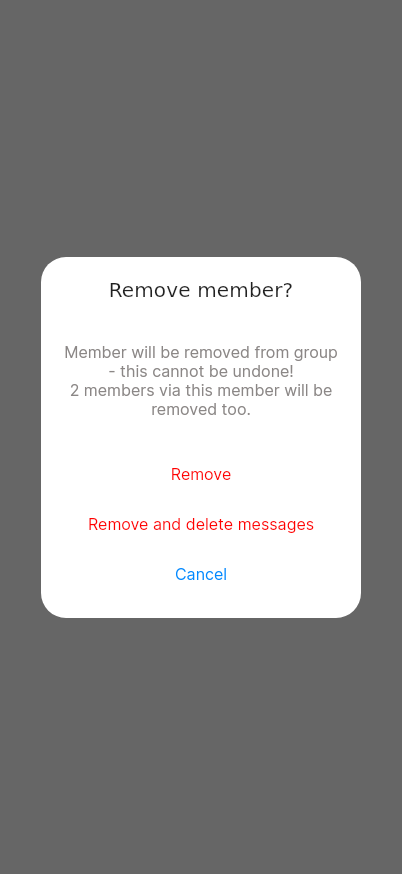 Remove member?
Member will be removed from group
- this cannot be undone!
2 members via this member will be
removed too.
Remove
Remove and delete messages
Cancel